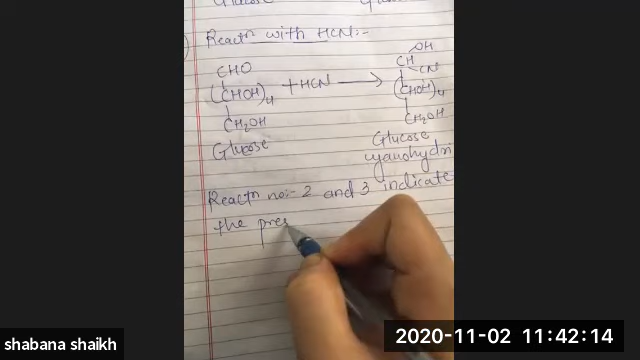 Reactn with HCN:-
CHO
(CHOH)4 + HCN →
CH2OH
Glucose
OH
CH
CN
(CHOH)4
CH2OH
Glucose
cyanohydri
Reactn no:- 2 and 3 indicate
the pres
shabana shaikh
2020-11-02 11:42:14